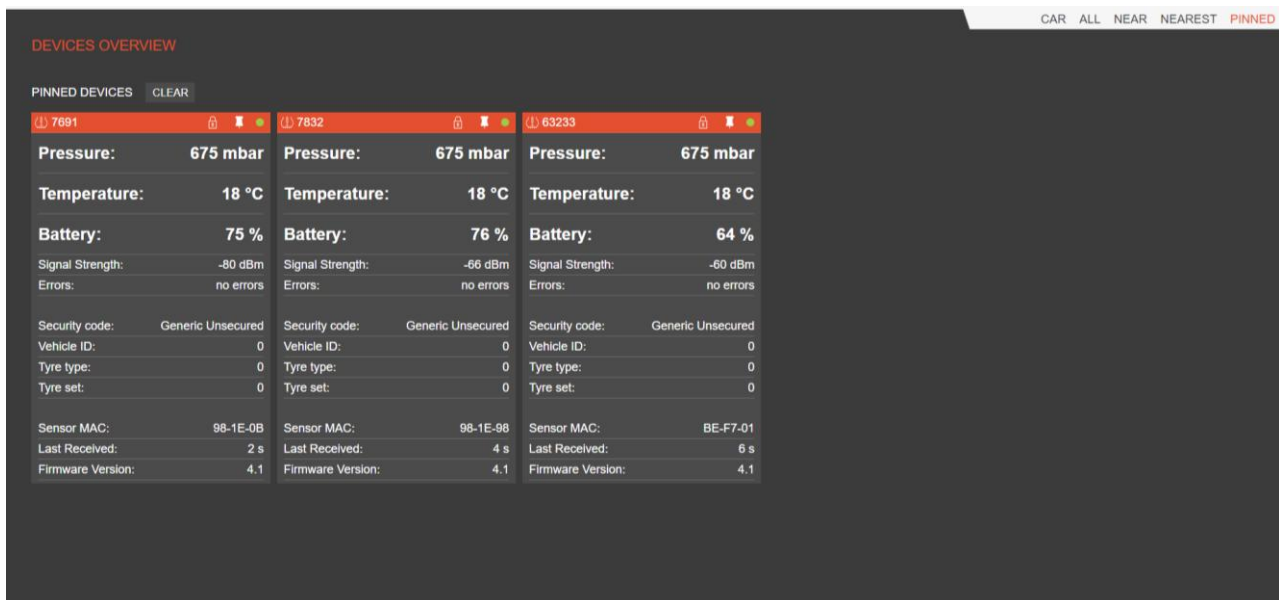 CAR ALL NEAR NEAREST PINNED
DEVICES OVERVIEW
PINNED DEVICES CLEAR
7691
Pressure: 675 mbar
Temperature: 18 °C
Battery: 75 %
Signal Strength: -80 dBm
Errors: no errors
Security code: Generic Unsecured
Vehicle ID: 0
Tyre type: 0
Tyre set: 0
Sensor MAC: 98-1E-0B
Last Received: 2 s
Firmware Version: 4.1
7832
Pressure: 675 mbar
Temperature: 18 °C
Battery: 76 %
Signal Strength: -66 dBm
Errors: no errors
Security code: Generic Unsecured
Vehicle ID: 0
Tyre type: 0
Tyre set: 0
Sensor MAC: 98-1E-98
Last Received: 4 s
Firmware Version: 4.1
63233
Pressure: 675 mbar
Temperature: 18 °C
Battery: 64 %
Signal Strength: -60 dBm
Errors: no errors
Security code: Generic Unsecured
Vehicle ID: 0
Tyre type: 0
Tyre set: 0
Sensor MAC: BE-F7-01
Last Received: 6 s
Firmware Version: 4.1